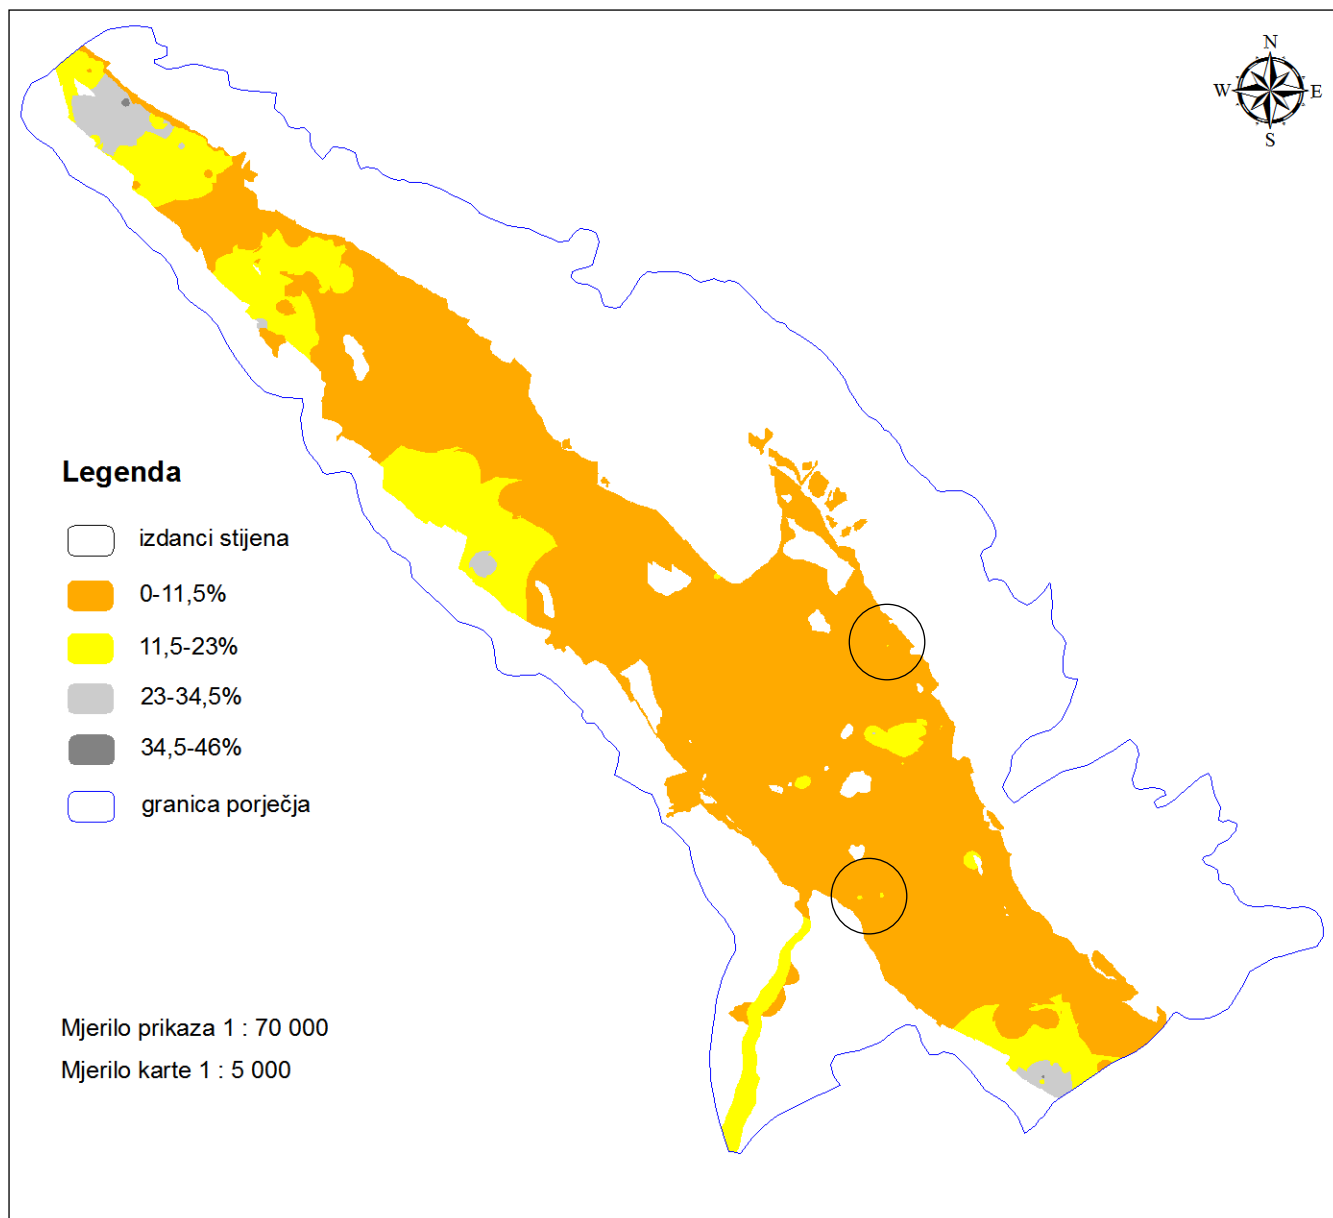 N
W E
S
Legenda
izdanci stijena
0-11,5%
11,5-23%
23-34,5%
34,5-46%
granica porječja
Mjerilo prikaza 1 : 70 000
Mjerilo karte 1 : 5 000